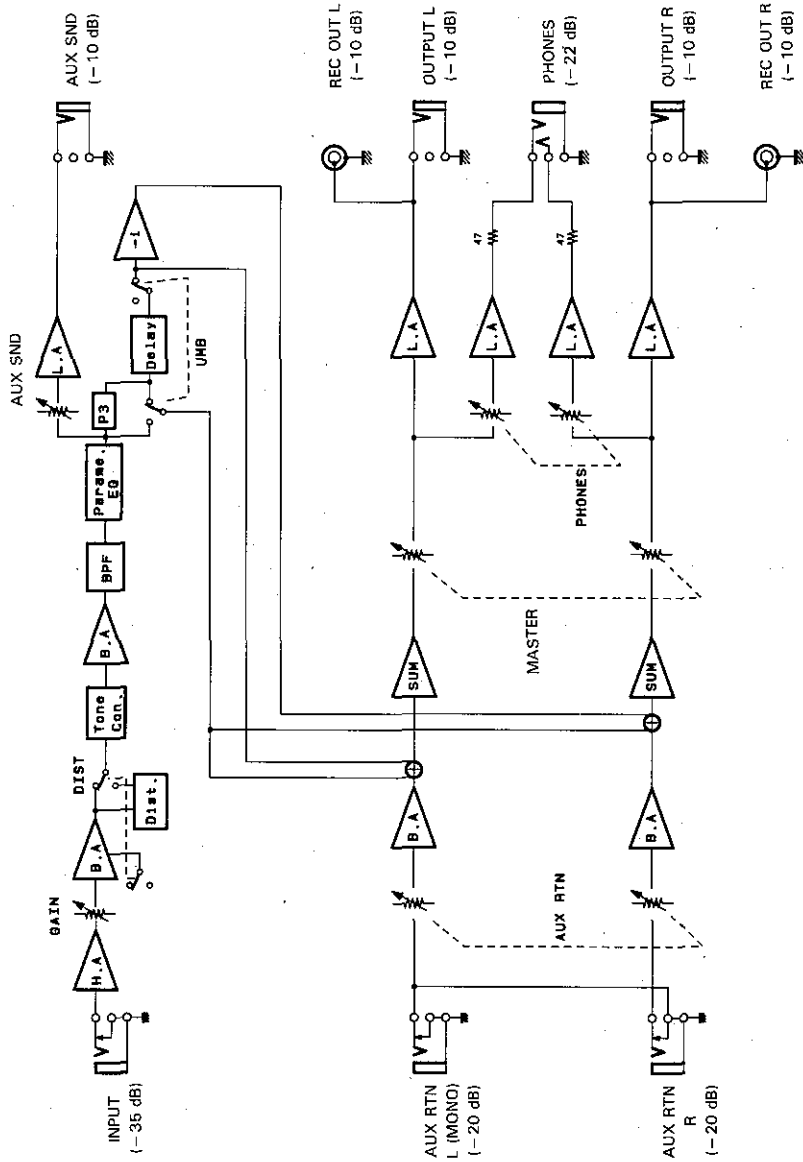 INPUT
(−35 dB)
H.A
GAIN
B.A
DIST
Dist.
Tone
Con.
B.A
BPF
Parame.
EQ
P3
AUX SND
L.A
Delay
UMB
-1
AUX SND
(−10 dB)
AUX RTN
L (MONO)
(−20 dB)
AUX RTN
R
(−20 dB)
AUX RTN
B.A
B.A
SUM
SUM
MASTER
PHONES
L.A
L.A
L.A
L.A
47
47
REC OUT L
(−10 dB)
OUTPUT L
(−10 dB)
PHONES
(−22 dB)
OUTPUT R
(−10 dB)
REC OUT R
(−10 dB)